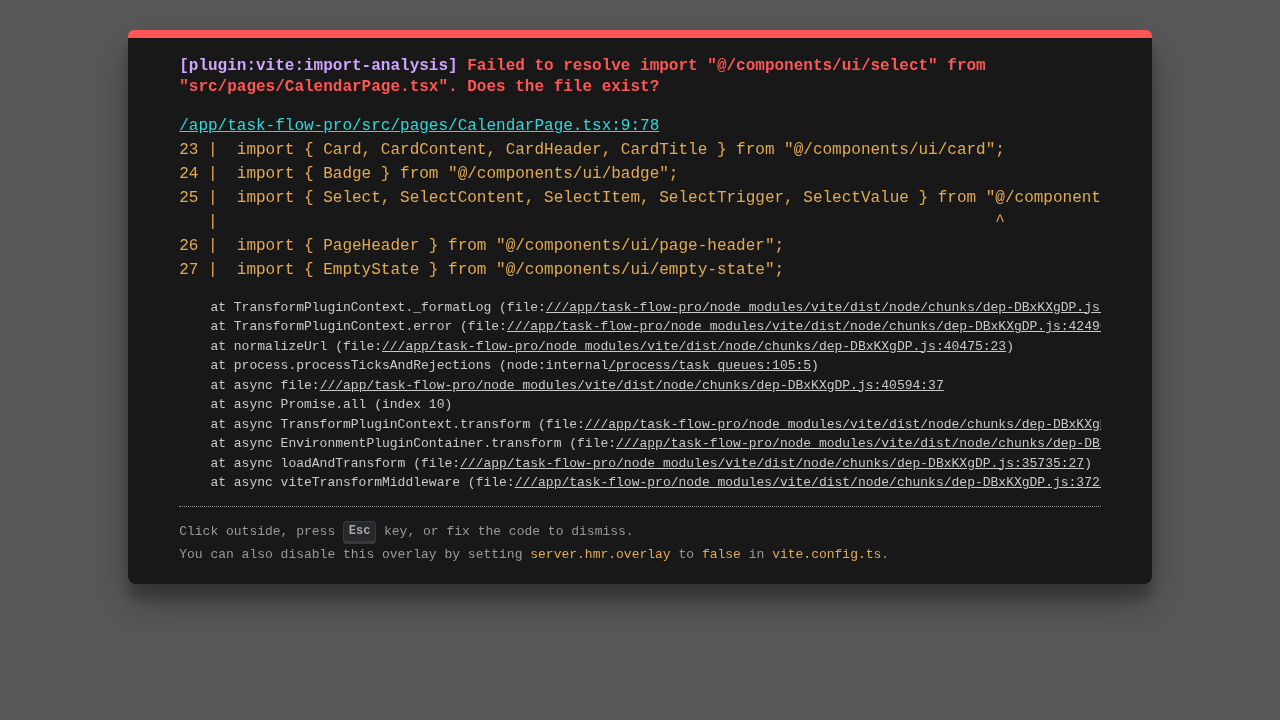 [plugin:vite:import-analysis] Failed to resolve import "@/components/ui/select" from
"src/pages/CalendarPage.tsx". Does the file exist?
/app/task-flow-pro/src/pages/CalendarPage.tsx:9:78
23 |  import { Card, CardContent, CardHeader, CardTitle } from "@/components/ui/card";
24 |  import { Badge } from "@/components/ui/badge";
25 |  import { Select, SelectContent, SelectItem, SelectTrigger, SelectValue } from "@/component
   |                                                                                 ^
26 |  import { PageHeader } from "@/components/ui/page-header";
27 |  import { EmptyState } from "@/components/ui/empty-state";
at TransformPluginContext._formatLog (file:///app/task-flow-pro/node_modules/vite/dist/node/chunks/dep-DBxKXgDP.js
at TransformPluginContext.error (file:///app/task-flow-pro/node_modules/vite/dist/node/chunks/dep-DBxKXgDP.js:4249
at normalizeUrl (file:///app/task-flow-pro/node_modules/vite/dist/node/chunks/dep-DBxKXgDP.js:40475:23)
at process.processTicksAndRejections (node:internal/process/task_queues:105:5)
at async file:///app/task-flow-pro/node_modules/vite/dist/node/chunks/dep-DBxKXgDP.js:40594:37
at async Promise.all (index 10)
at async TransformPluginContext.transform (file:///app/task-flow-pro/node_modules/vite/dist/node/chunks/dep-DBxKXg
at async EnvironmentPluginContainer.transform (file:///app/task-flow-pro/node_modules/vite/dist/node/chunks/dep-DB
at async loadAndTransform (file:///app/task-flow-pro/node_modules/vite/dist/node/chunks/dep-DBxKXgDP.js:35735:27)
at async viteTransformMiddleware (file:///app/task-flow-pro/node_modules/vite/dist/node/chunks/dep-DBxKXgDP.js:372
Click outside, press Esc key, or fix the code to dismiss.
You can also disable this overlay by setting server.hmr.overlay to false in vite.config.ts.